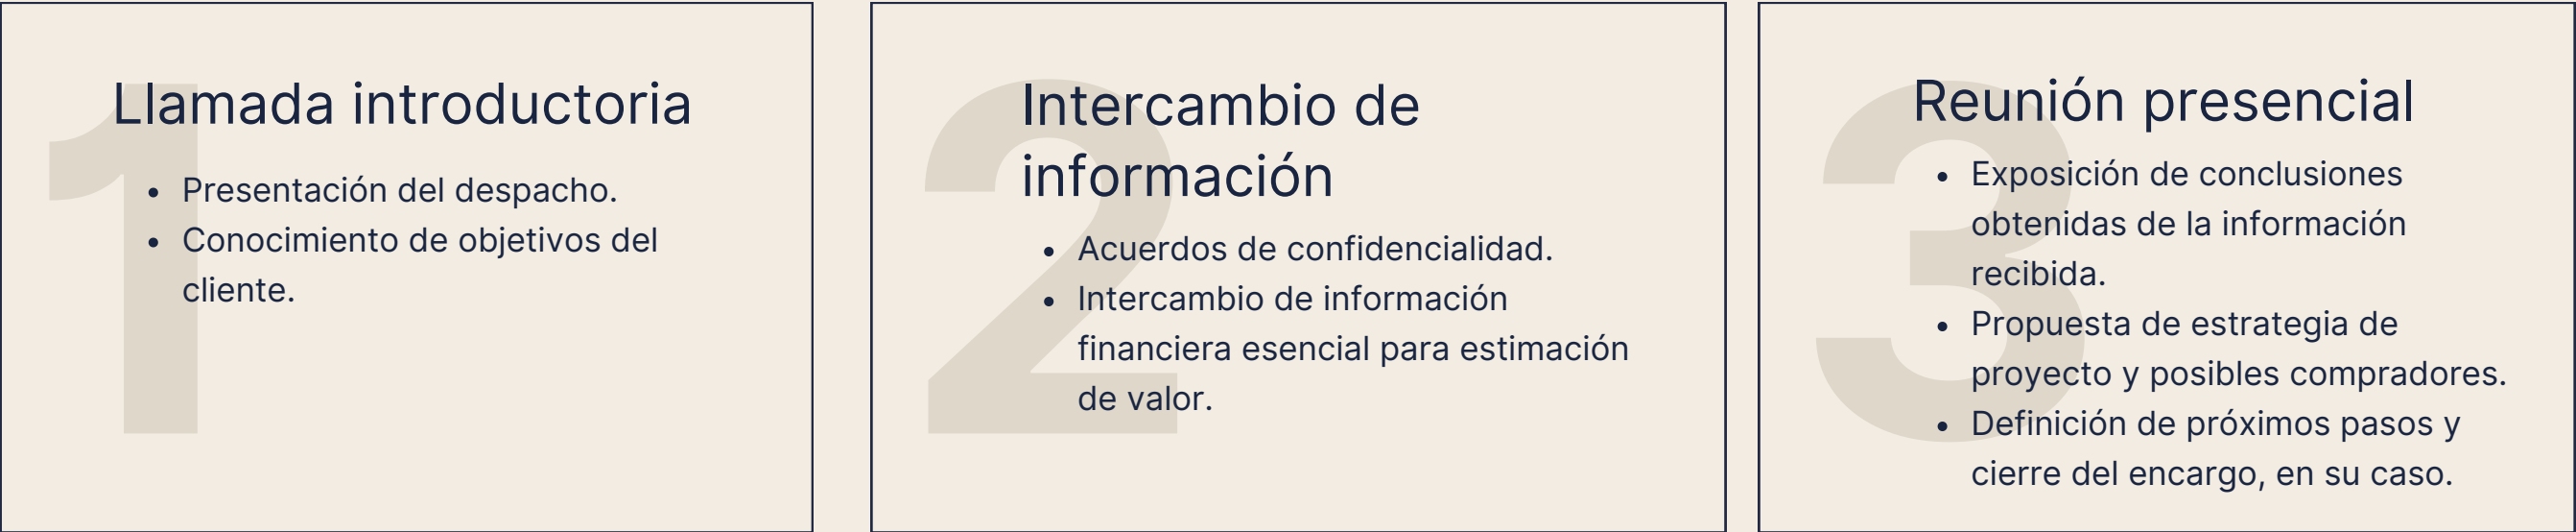 1
Llamada introductoria
• Presentación del despacho.
• Conocimiento de objetivos del
cliente.
2
Intercambio de
información
• Acuerdos de confidencialidad.
• Intercambio de información
financiera esencial para estimación
de valor.
3
Reunión presencial
• Exposición de conclusiones
obtenidas de la información
recibida.
• Propuesta de estrategia de
proyecto y posibles compradores.
• Definición de próximos pasos y
cierre del encargo, en su caso.